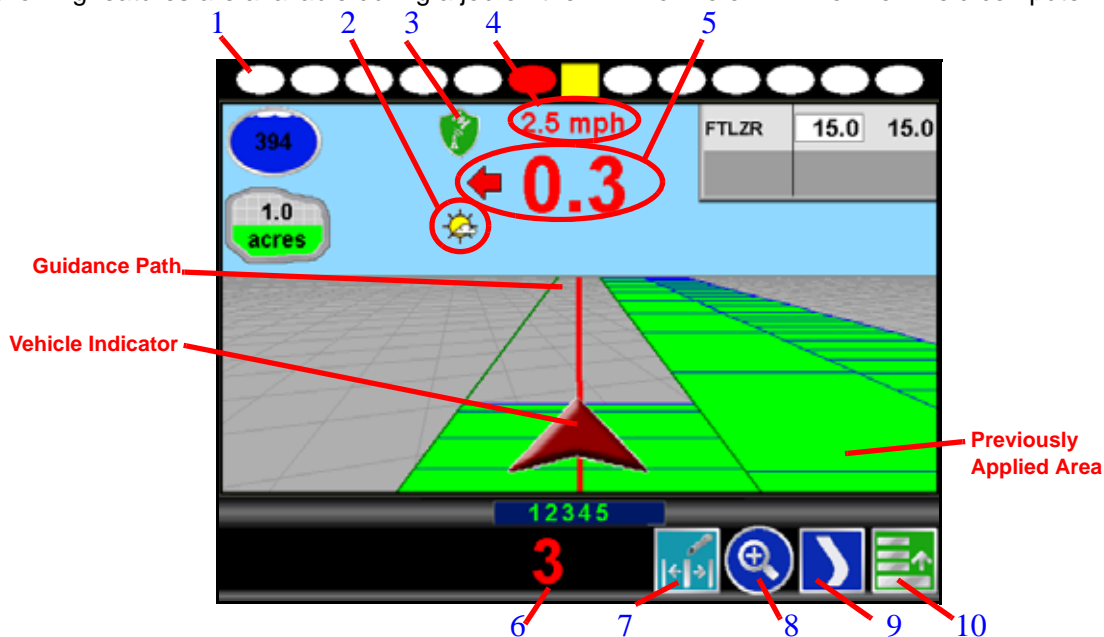 1 2 3 4 5
2.5 mph
394
FTLZR 15.0 15.0
0.3
1.0
acres
Guidance Path
Vehicle Indicator
Previously
Applied Area
12345
3
6 7 8 9 10